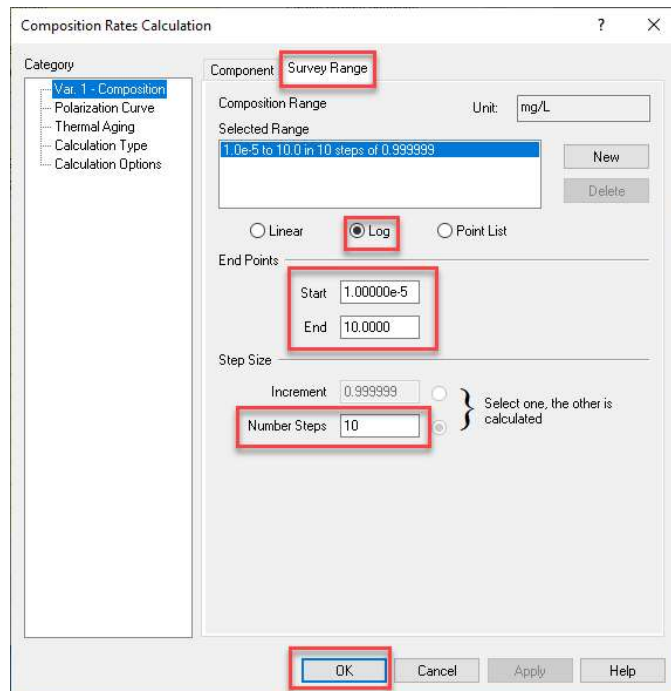 Composition Rates Calculation ? X
Category
Var. 1 - Composition
Polarization Curve
Thermal Aging
Calculation Type
Calculation Options
Component Survey Range
Composition Range Unit: mg/L
Selected Range
1.0e-5 to 10.0 in 10 steps of 0.999999
New
Delete
Linear Log Point List
End Points
Start 1.00000e-5
End 10.0000
Step Size
Increment 0.999999
Number Steps 10
Select one, the other is
calculated
OK Cancel Apply Help